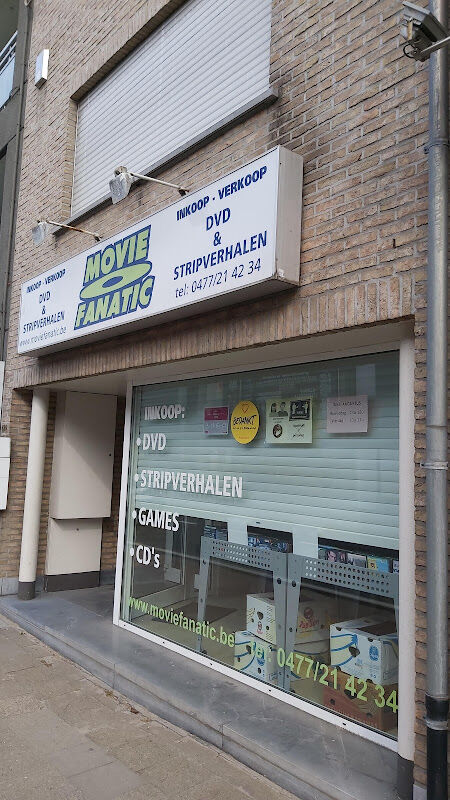 INKOOP - VERKOOP
DVD
&
STRIPVERHALEN
www.moviefanatic.be
MOVIE
FANATIC
INKOOP - VERKOOP
DVD
&
STRIPVERHALEN
tel: 0477/21 42 34
INKOOP:
• DVD
• STRIPVERHALEN
• GAMES
• CD's
BEDANKT
www.moviefanatic.be tel: 0477/21 42 34